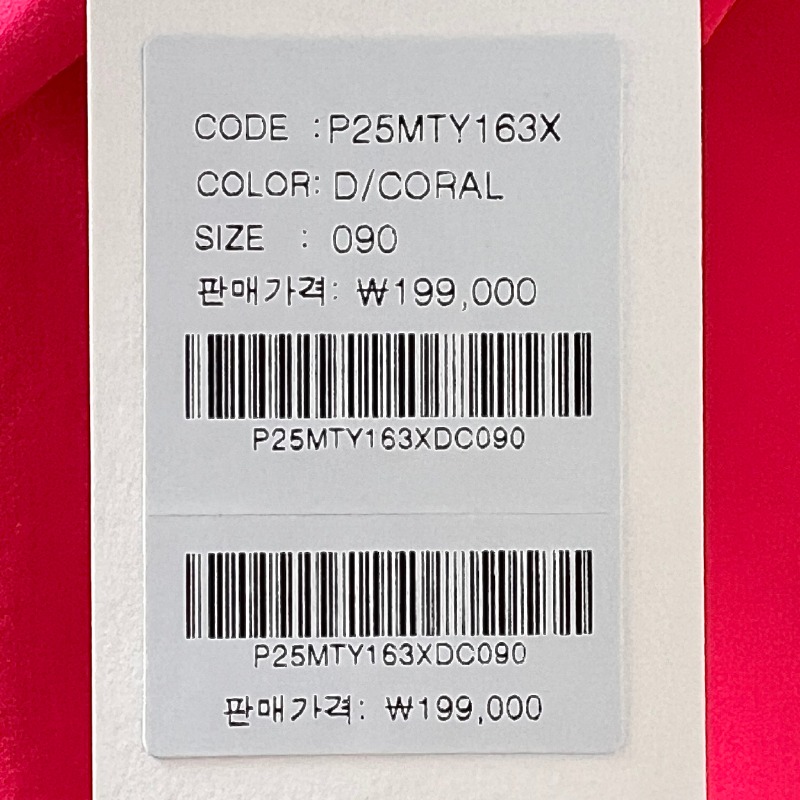 CODE :P25MTY163X
COLOR: D/CORAL
SIZE : 090
판매가격: ₩199,000
P25MTY163XDC090
P25MTY163XDC090
판매가격: ₩199,000